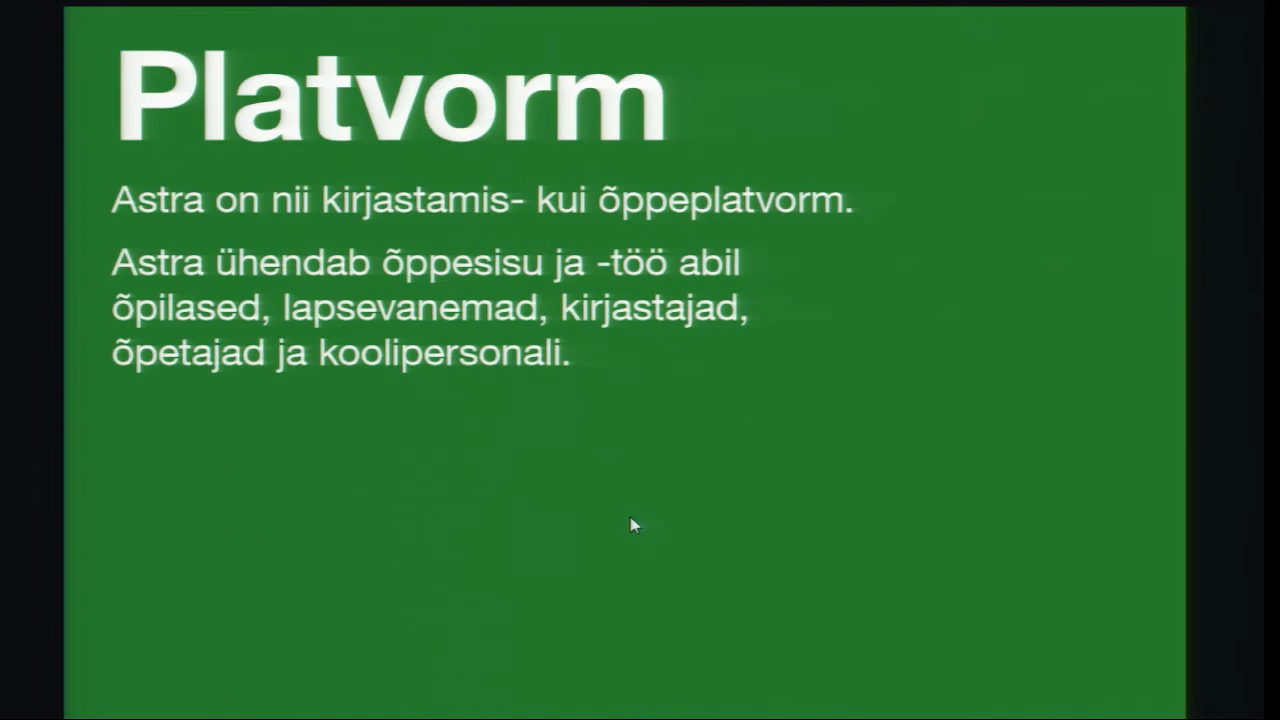 Platvorm
Astra on nii kirjastamis- kui õppeplatvorm.
Astra ühendab õppesisu ja -töö abil
õpilased, lapsevanemad, kirjastajad,
õpetajad ja koolipersonali.